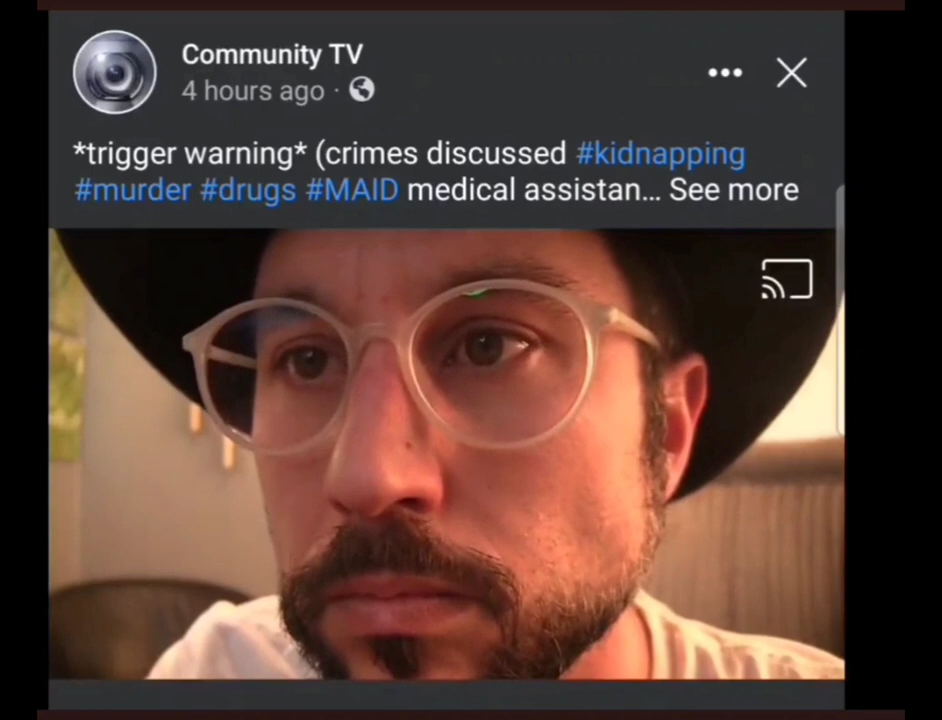 Community TV
4 hours ago ·
*trigger warning* (crimes discussed #kidnapping
#murder #drugs #MAID medical assistan... See more